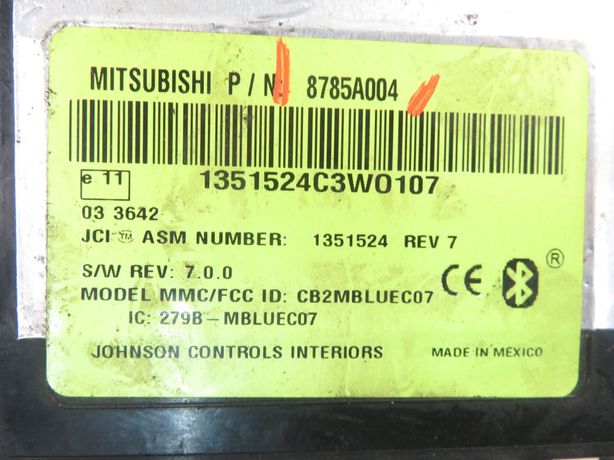 MITSUBISHI P/N: 8785A004
1351524C3W0107
e 11
03 3642
JCI™ ASM NUMBER: 1351524 REV 7
S/W REV: 7.0.0
MODEL MMC/FCC ID: CB2MBLUEC07
IC: 279B-MBLUEC07
CE ®
JOHNSON CONTROLS INTERIORS MADE IN MEXICO